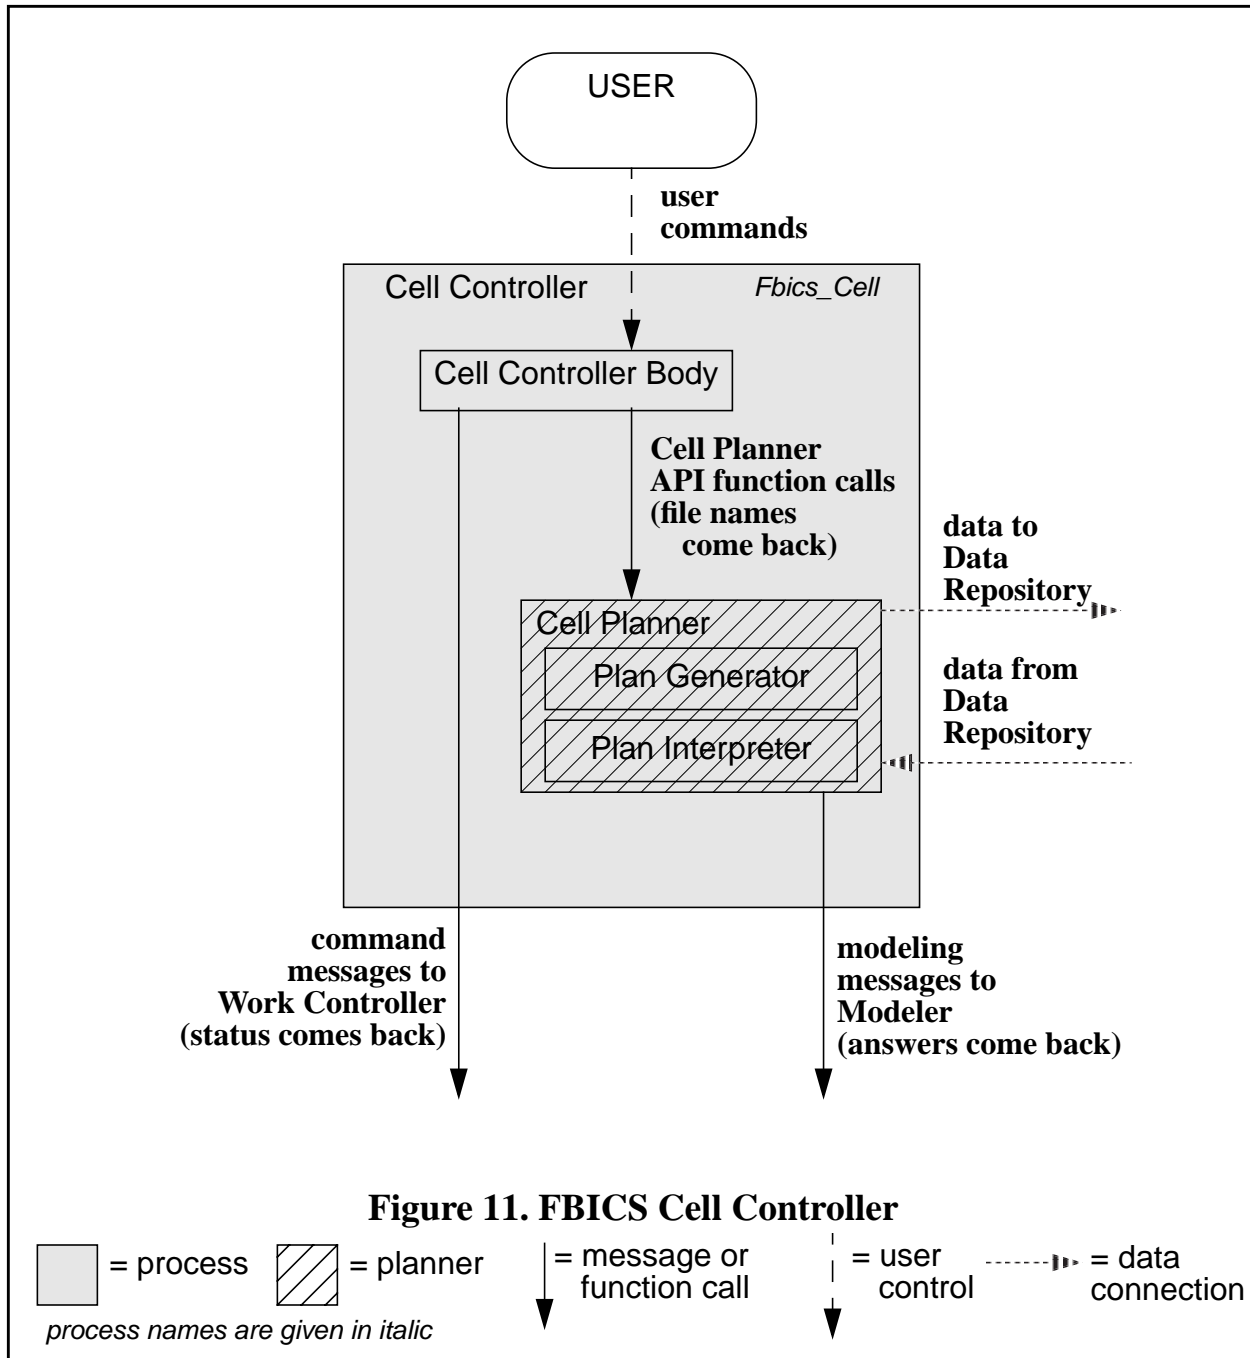 USER
user
commands
Cell Controller
Fbics_Cell
Cell Controller Body
Cell Planner
API function calls
(file names
come back)
data to
Data
Repository
Cell Planner
Plan Generator
data from
Data
Repository
Plan Interpreter
command
messages to
Work Controller
(status comes back)
modeling
messages to
Modeler
(answers come back)
Figure 11. FBICS Cell Controller
= process
= planner
= message or
function call
= user
control
= data
connection
process names are given in italic